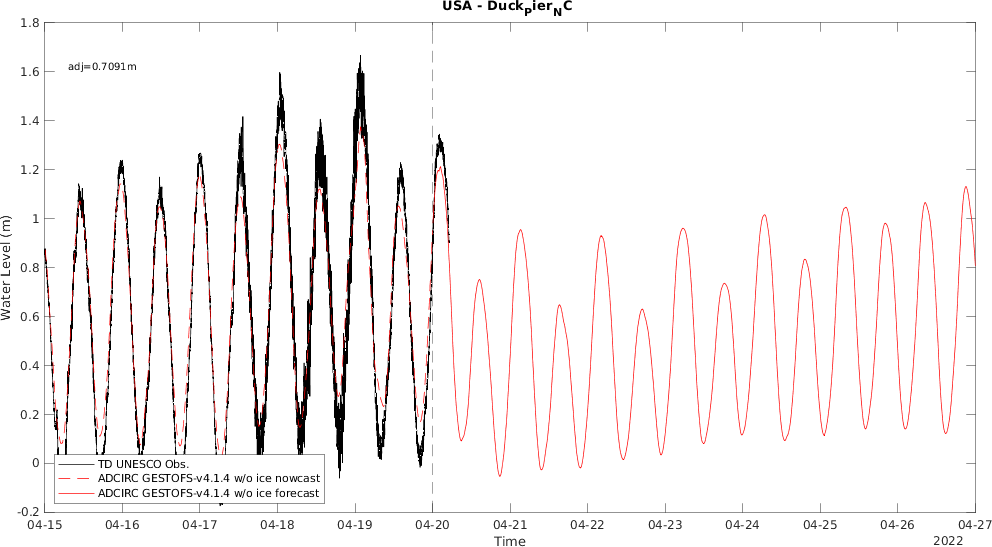 USA - DuckPierNC
1.8
1.6
1.4
1.2
1
0.8
0.6
0.4
0.2
0
-0.2
Water Level (m)
adj=0.7091m
TD UNESCO Obs.
ADCIRC GESTOFS-v4.1.4 w/o ice nowcast
ADCIRC GESTOFS-v4.1.4 w/o ice forecast
04-15 04-16 04-17 04-18 04-19 04-20 04-21 04-22 04-23 04-24 04-25 04-26 04-27
Time
2022